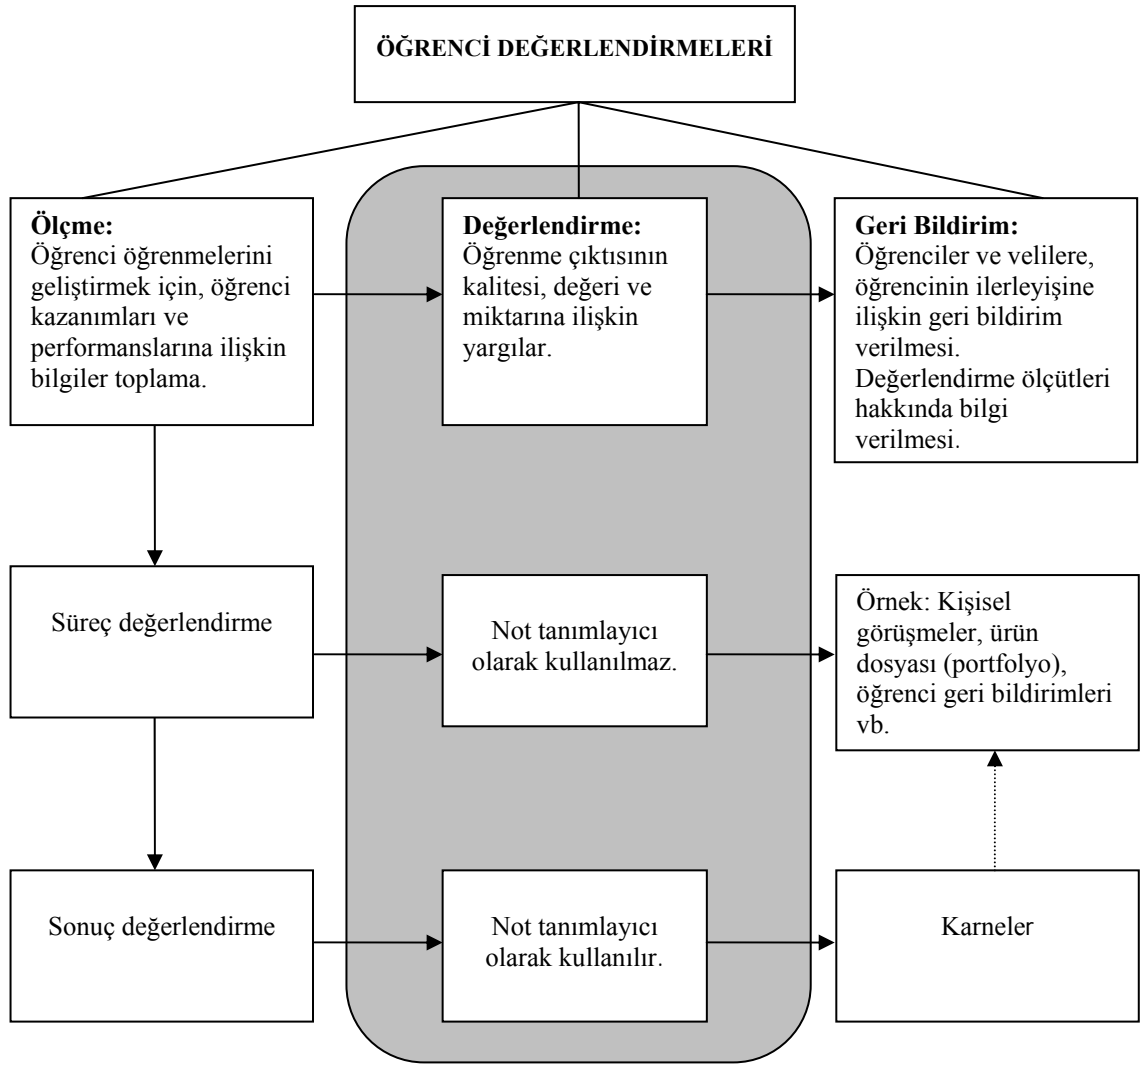 ÖĞRENCİ DEĞERLENDİRMELERİ
Ölçme:
Öğrenci öğrenmelerini
geliştirmek için, öğrenci
kazanımları ve
performanslarına ilişkin
bilgiler toplama.
Değerlendirme:
Öğrenme çıktısının
kalitesi, değeri ve
miktarına ilişkin
yargılar.
Geri Bildirim:
Öğrenciler ve velilere,
öğrencinin ilerleyişine
ilişkin geri bildirim
verilmesi.
Değerlendirme ölçütleri
hakkında bilgi
verilmesi.
Süreç değerlendirme
Not tanımlayıcı
olarak kullanılmaz.
Örnek: Kişisel
görüşmeler, ürün
dosyası (portfolyo),
öğrenci geri bildirimleri
vb.
Sonuç değerlendirme
Not tanımlayıcı
olarak kullanılır.
Karneler